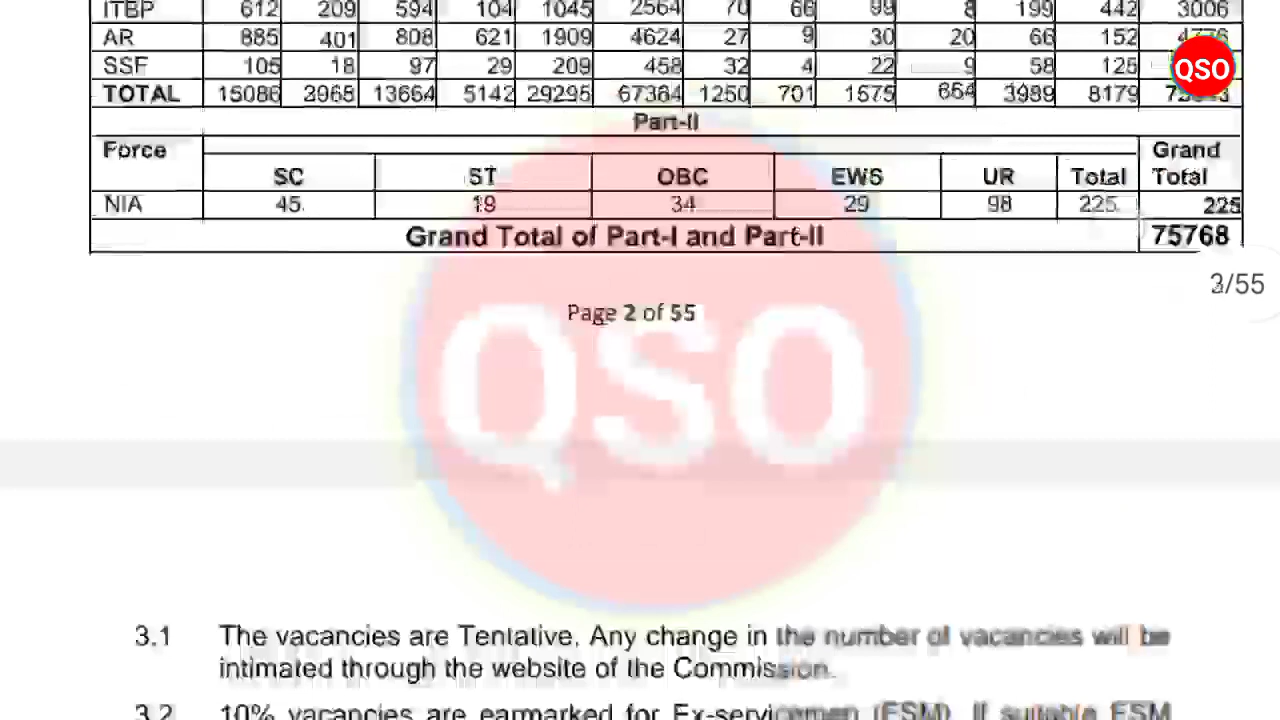 ITBP 612 209 594 104 1045 2564 70 66 99 8 199 442 3006
AR 885 401 808 621 1909 4624 27 9 30 20 66 152 4776
SSF 105 18 97 29 209 458 32 4 22 9 58 125
QSO
TOTAL 15086 3965 13664 5142 29295 67364 1250 701 1575 664 3989 8179
Part-II
Force SC ST OBC EWS UR Total Grand Total
NIA 45 19 34 29 98 225 225
Grand Total of Part-I and Part-II 75768
3/55
Page 2 of 55
QSO
3.1 The vacancies are Tentative. Any change in the number of vacancies will be
intimated through the website of the Commission.
3.2 10% vacancies are earmarked for Ex-servicemen (ESM). If suitable ESM